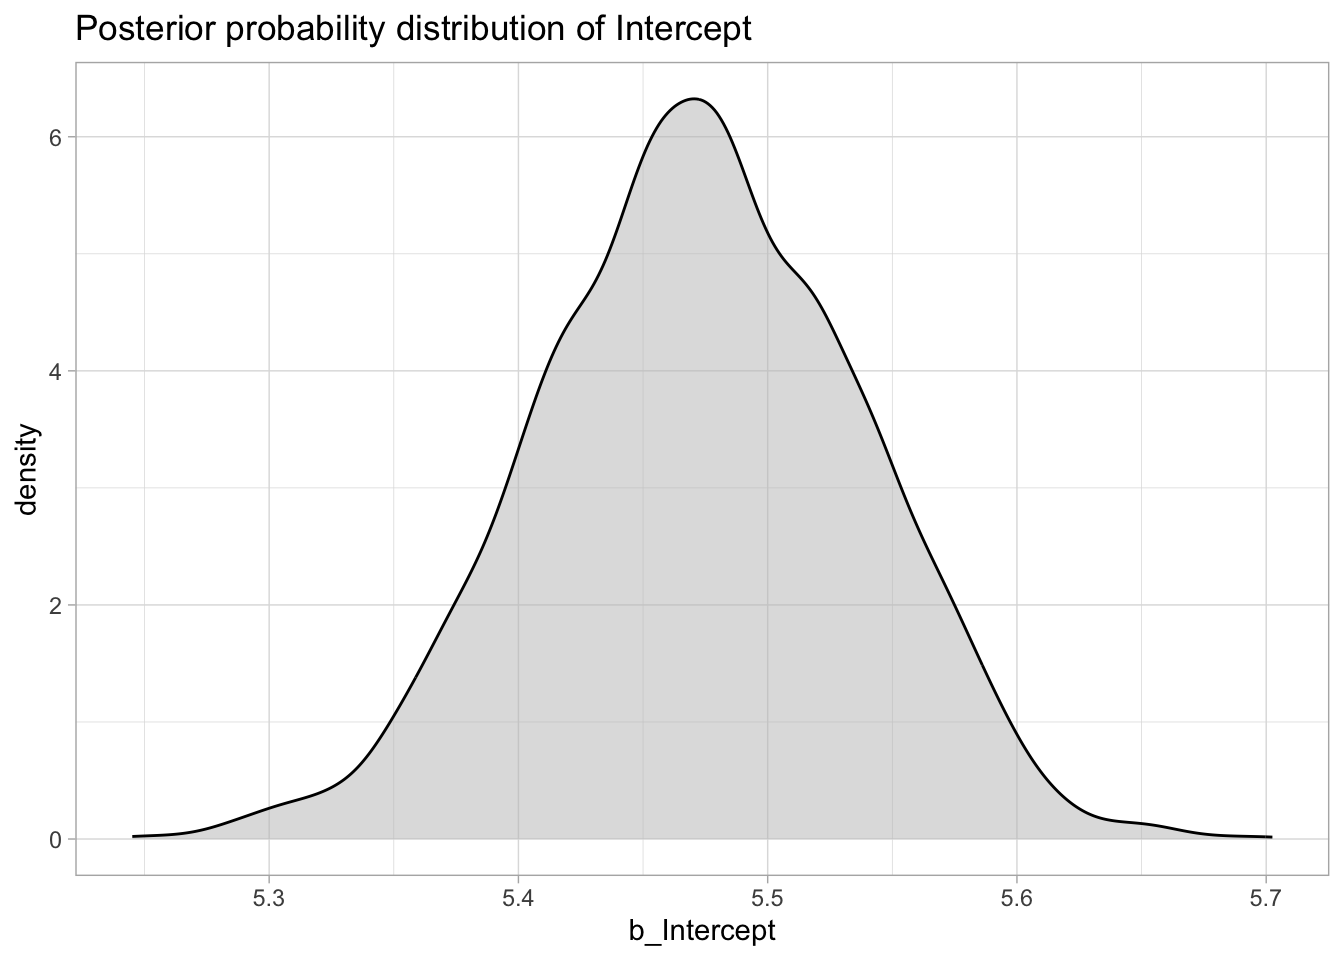 Posterior probability distribution of Intercept
6
4
2
0
density
5.3 5.4 5.5 5.6 5.7
b_Intercept